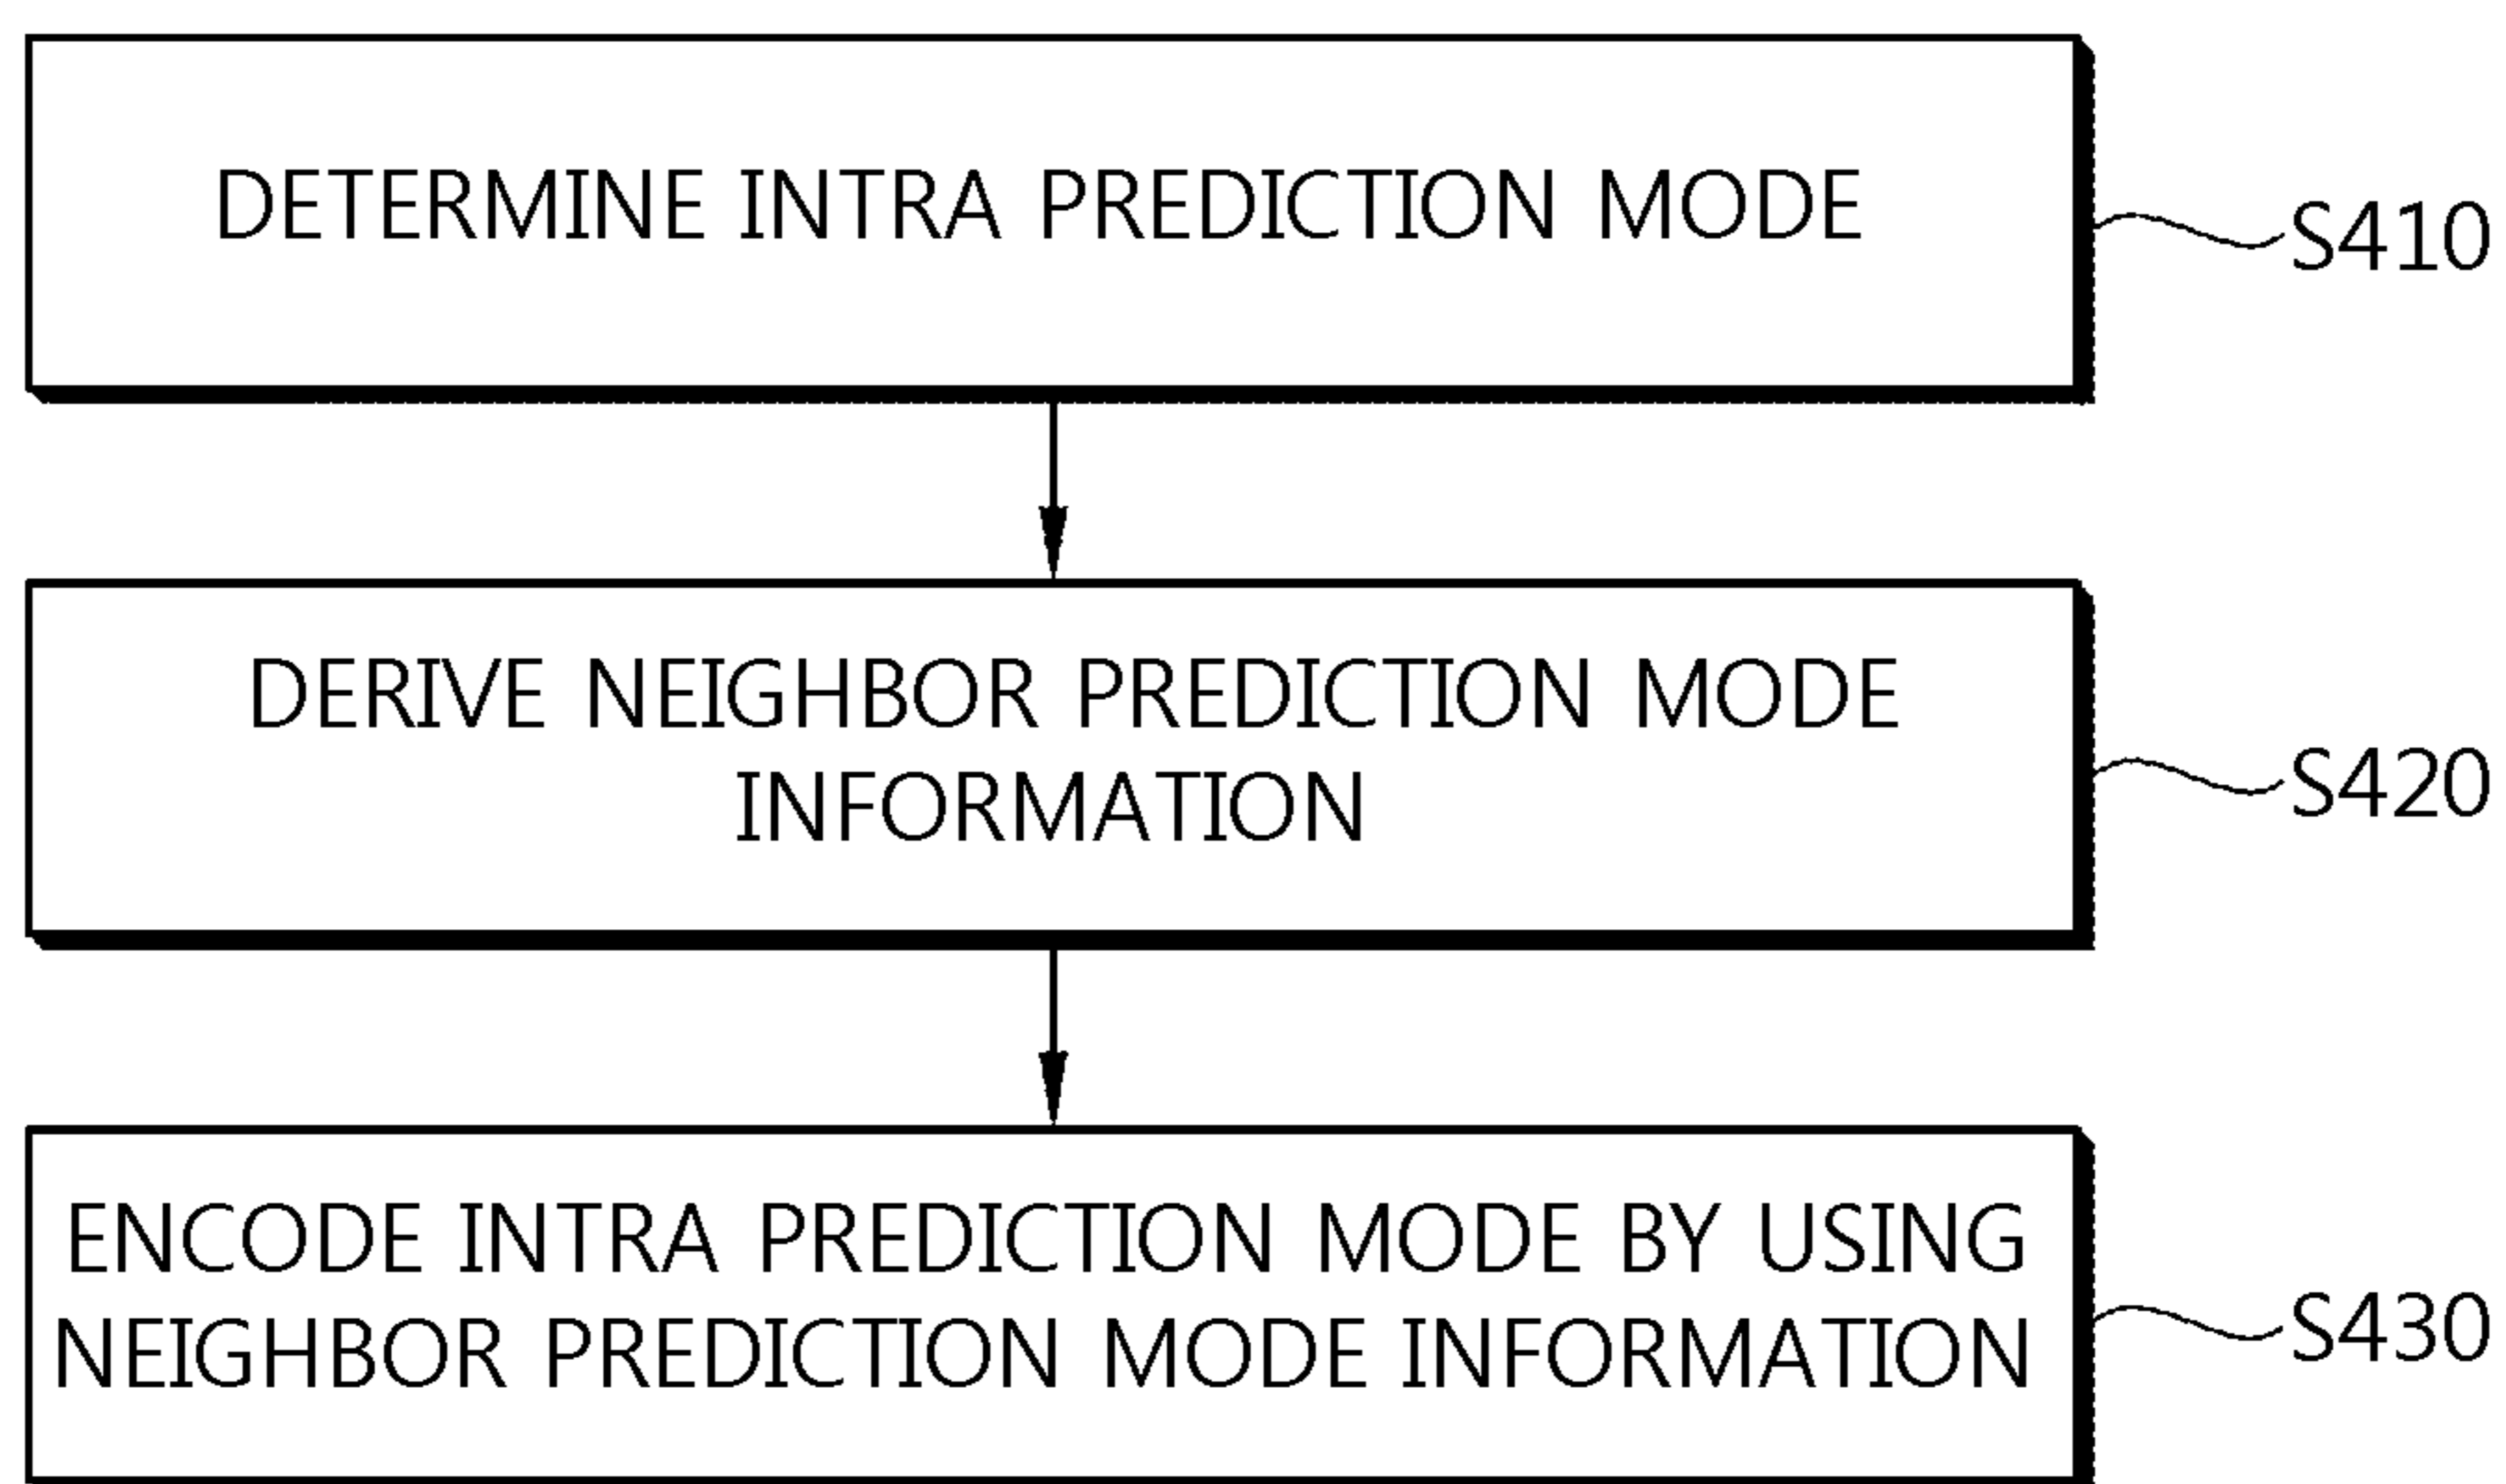 DETERMINE INTRA PREDICTION MODE
S410
DERIVE NEIGHBOR PREDICTION MODE
INFORMATION
S420
ENCODE INTRA PREDICTION MODE BY USING
NEIGHBOR PREDICTION MODE INFORMATION
S430